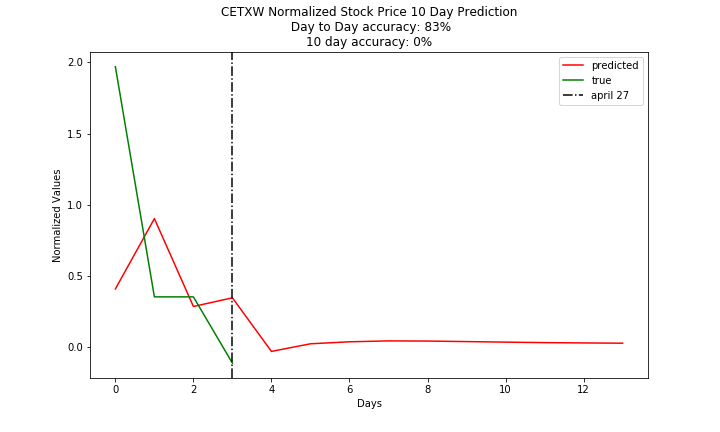 CETXW Normalized Stock Price 10 Day Prediction
Day to Day accuracy: 83%
10 day accuracy: 0%
predicted
true
april 27
Normalized Values
2.0
1.5
1.0
0.5
0.0
0 2 4 6 8 10 12
Days